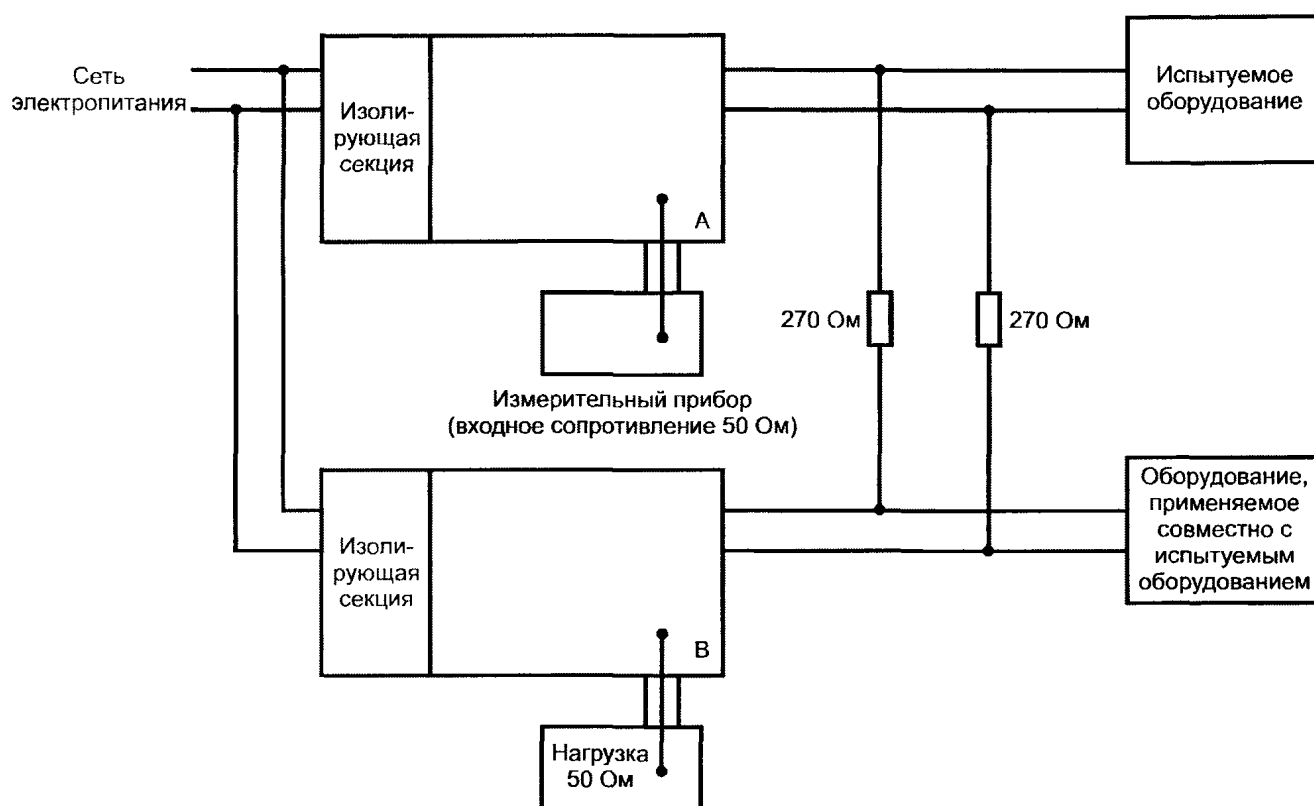 Сеть
электропитания
Изоли-
рующая
секция
А
Испытуемое
оборудование
270 Ом
270 Ом
Измерительный прибор
(входное сопротивление 50 Ом)
Изоли-
рующая
секция
В
Оборудование,
применяемое
совместно с
испытуемым
оборудованием
Нагрузка
50 Ом